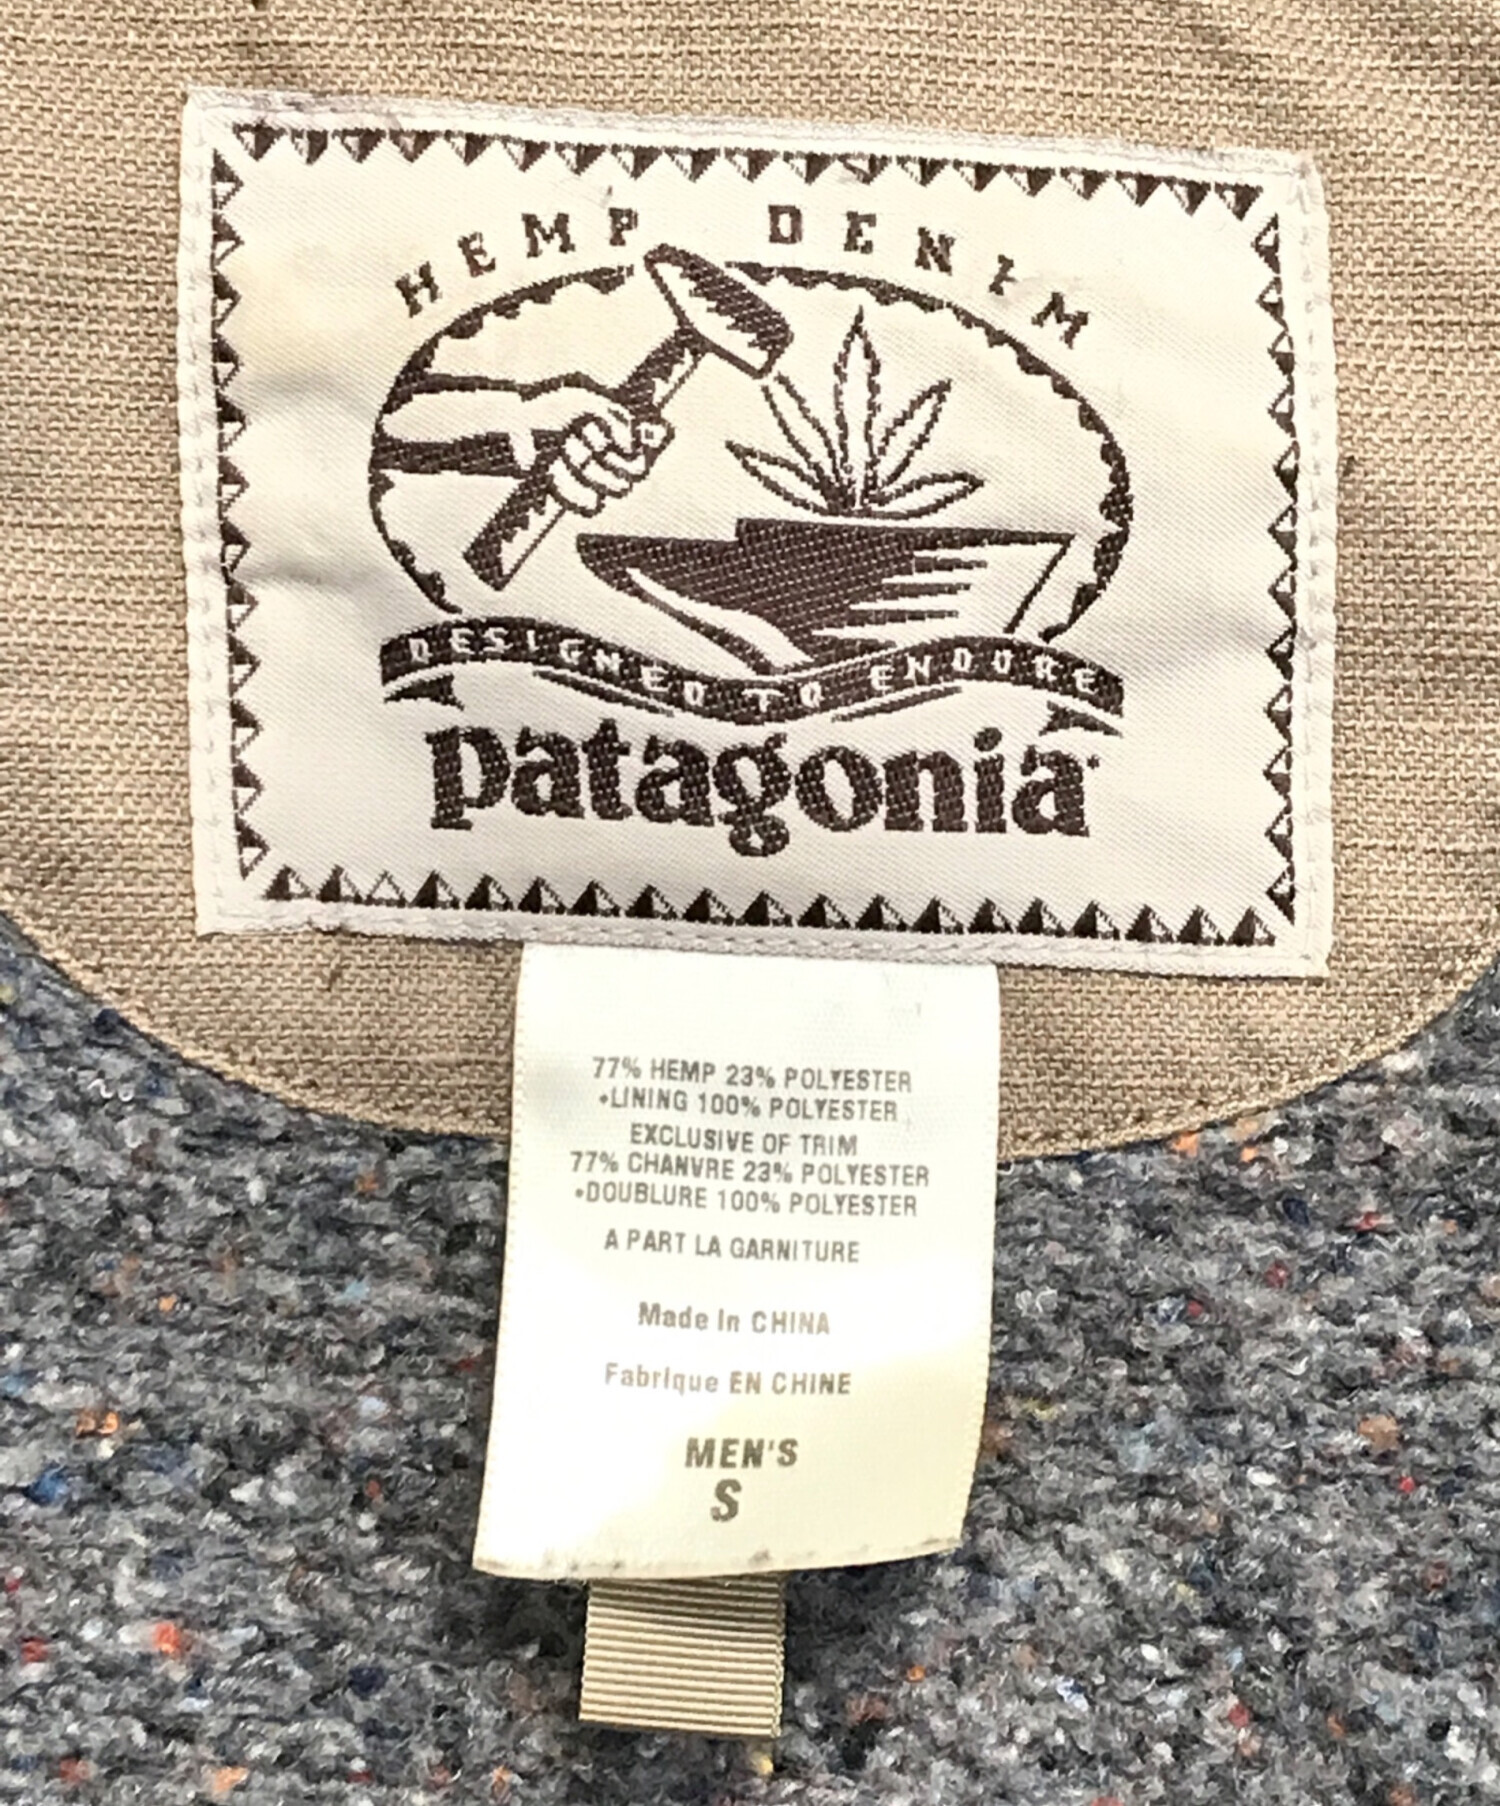 HEMP DENIM
DESIGNED TO ENDURE
patagonia
77% HEMP 23% POLYESTER
•LINING 100% POLYESTER
EXCLUSIVE OF TRIM
77% CHANVRE 23% POLYESTER
•DOUBLURE 100% POLYESTER
A PART LA GARNITURE
Made In CHINA
Fabrique EN CHINE
MEN'S
S